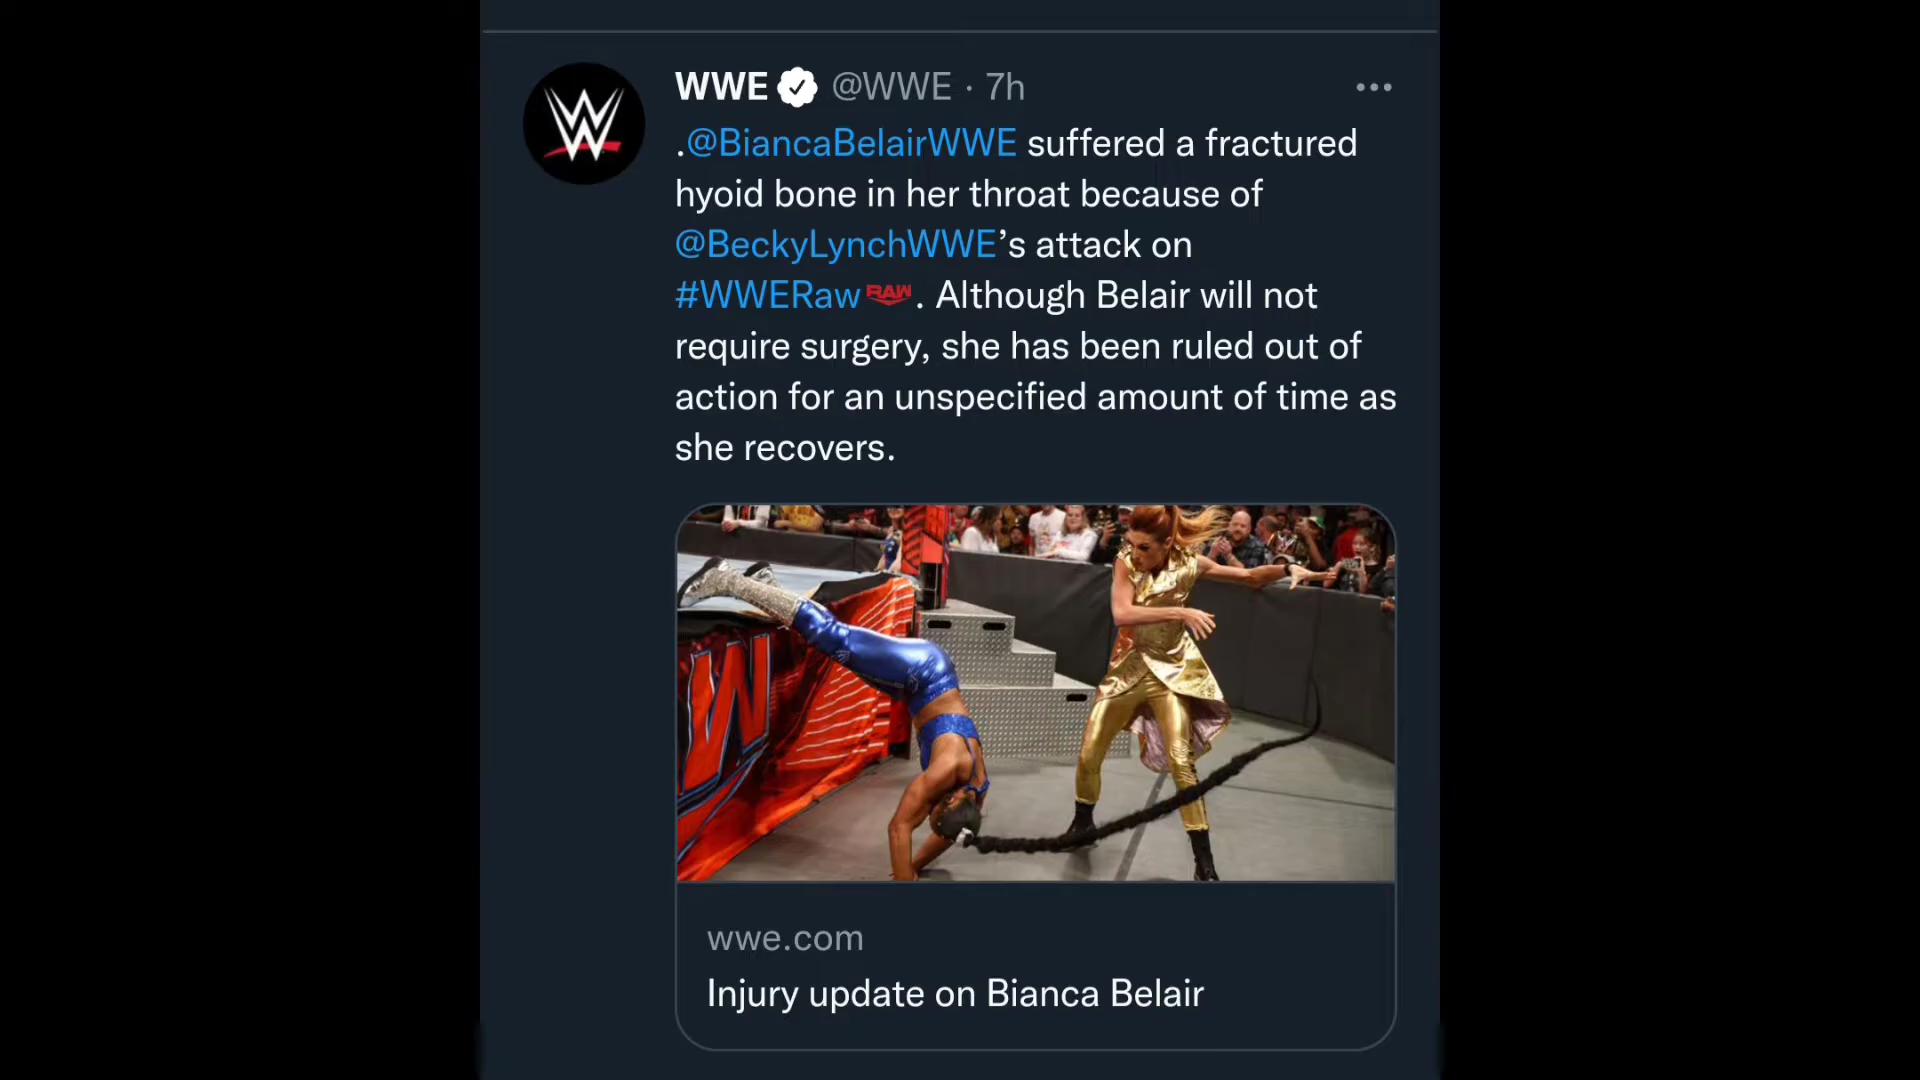 WWE @WWE · 7h
.@BiancaBelairWWE suffered a fractured
hyoid bone in her throat because of
@BeckyLynchWWE’s attack on
#WWERaw RAW. Although Belair will not
require surgery, she has been ruled out of
action for an unspecified amount of time as
she recovers.
wwe.com
Injury update on Bianca Belair